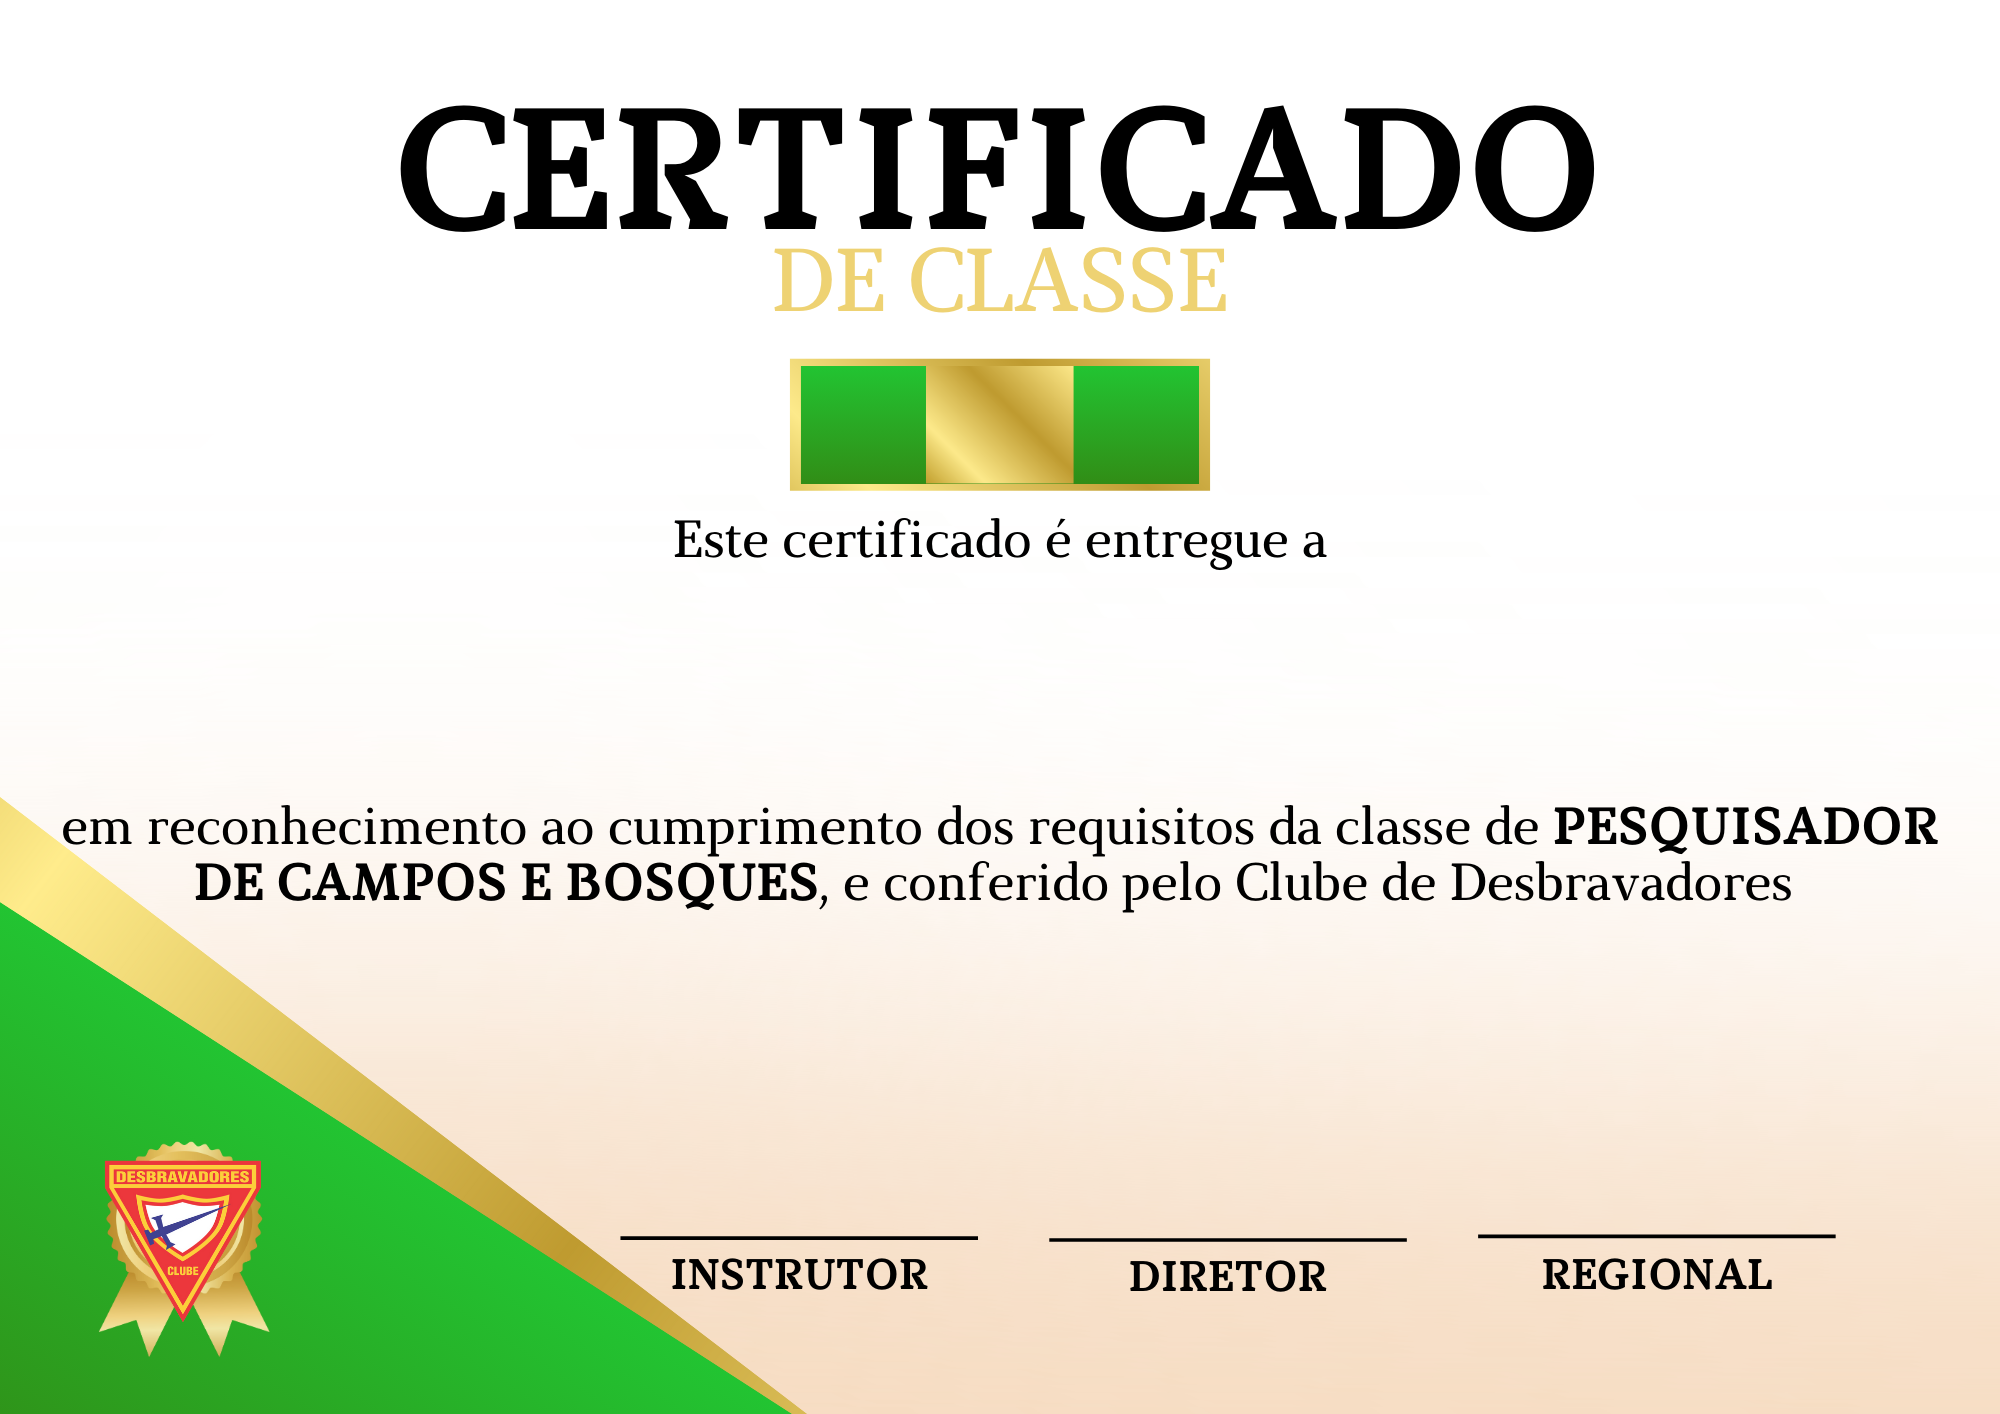 CERTIFICADO
DE CLASSE
Este certificado é entregue a
em reconhecimento ao cumprimento dos requisitos da classe de PESQUISADOR
DE CAMPOS E BOSQUES, e conferido pelo Clube de Desbravadores
DESBRAVADORES
CLUBE
INSTRUTOR
DIRETOR
REGIONAL